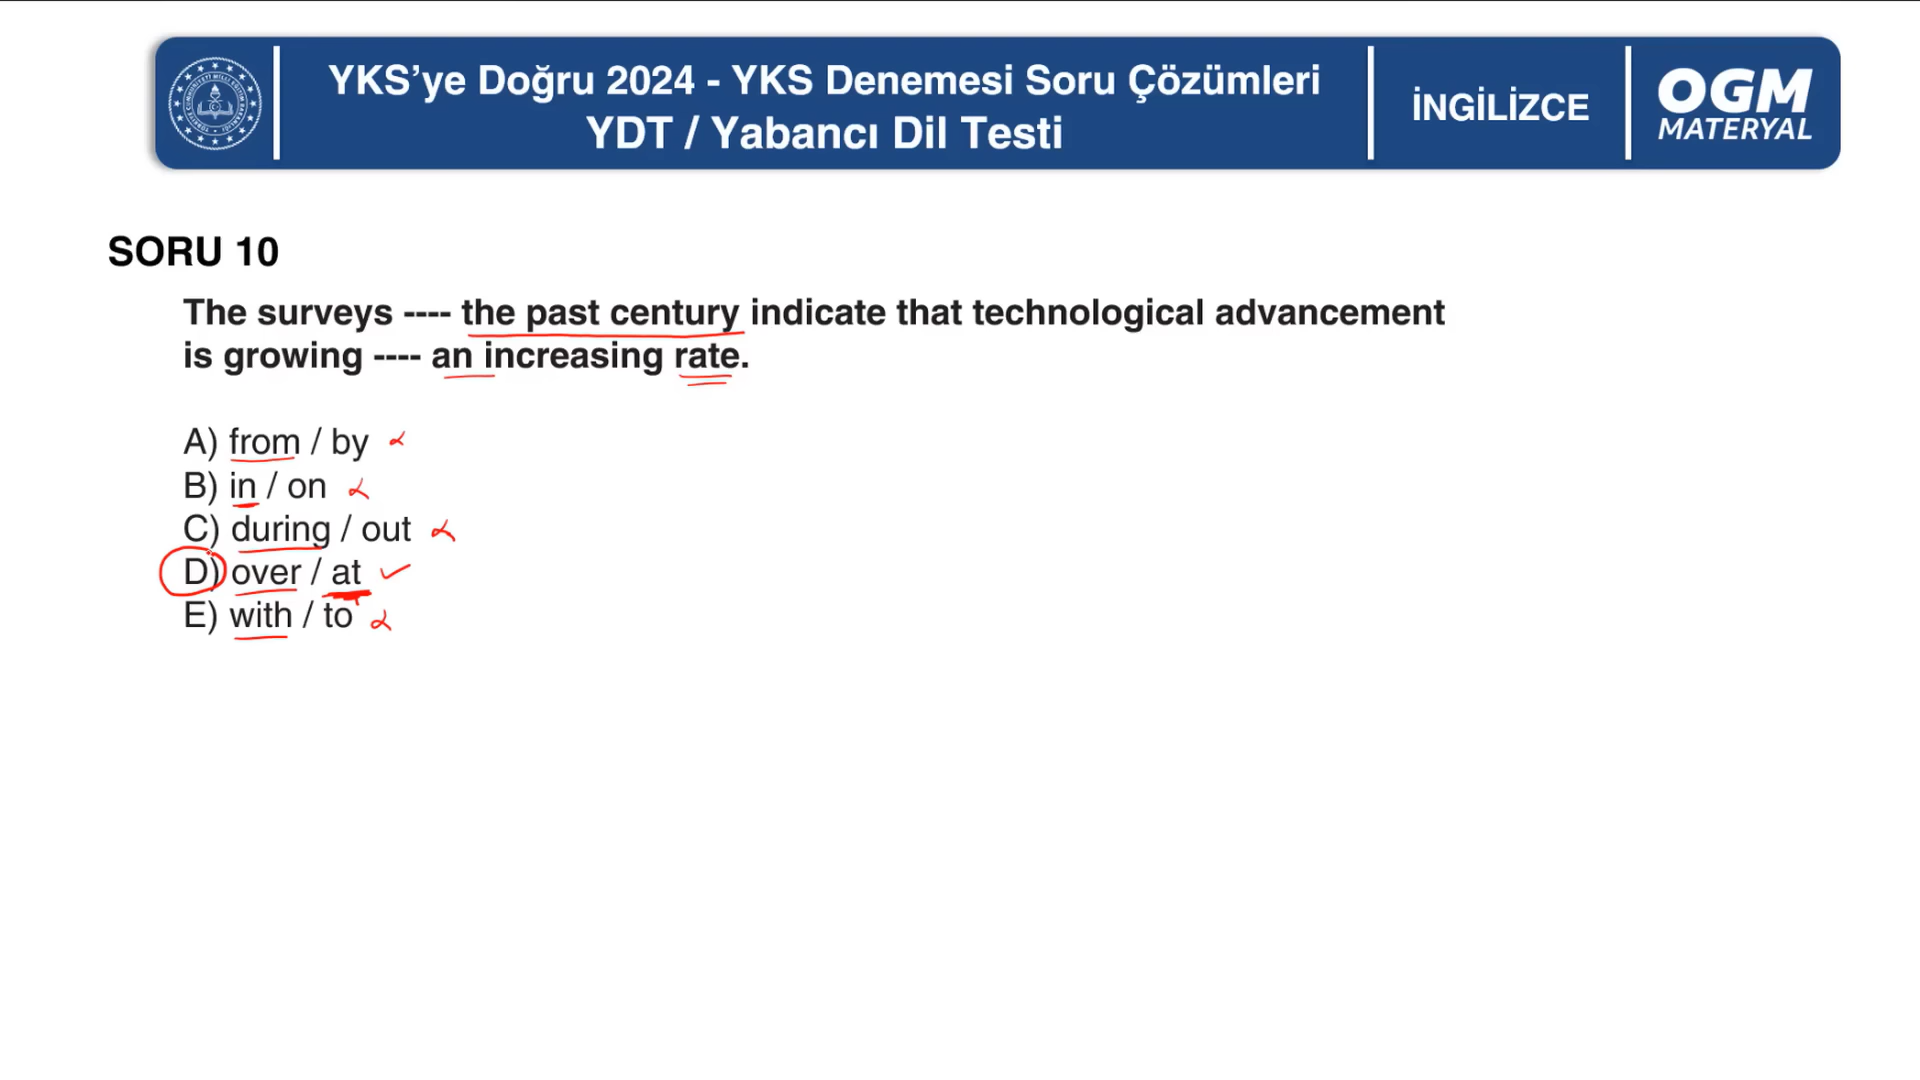 YKS'ye Doğru 2024 - YKS Denemesi Soru Çözümleri
YDT / Yabancı Dil Testi
İNGİLİZCE
OGM
MATERYAL
SORU 10
The surveys ---- the past century indicate that technological advancement
is growing ---- an increasing rate.
A) from / by
B) in / on
C) during / out
D) over / at
E) with / to